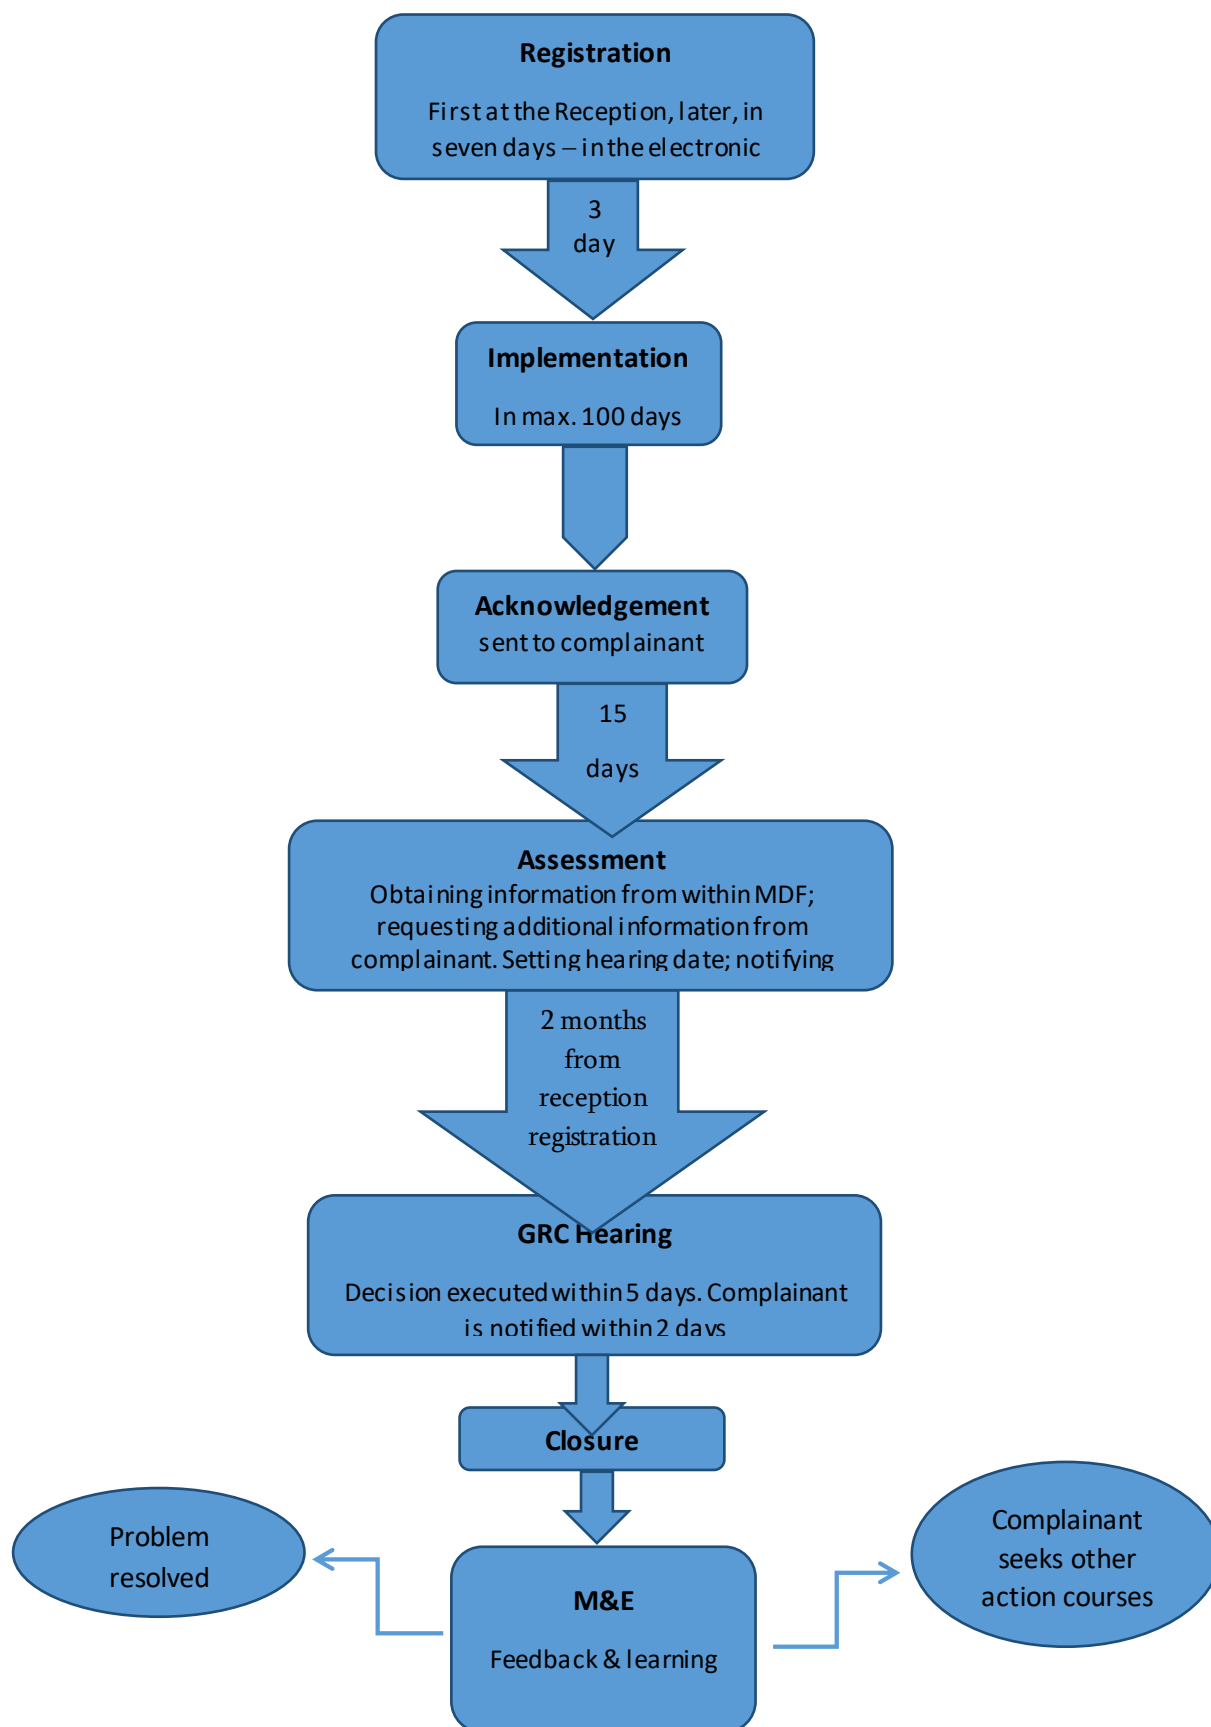 Registration
First at the Reception, later, in
seven days – in the electronic
3
day
Implementation
In max. 100 days
Acknowledgement
sent to complainant
15
days
Assessment
Obtaining information from within MDF;
requesting additional information from
complainant. Setting hearing date; notifying
2 months
from
reception
registration
GRC Hearing
Decision executed within 5 days. Complainant
is notified within 2 days
Closure
Problem
resolved
Complainant
seeks other
action courses
M&E
Feedback & learning